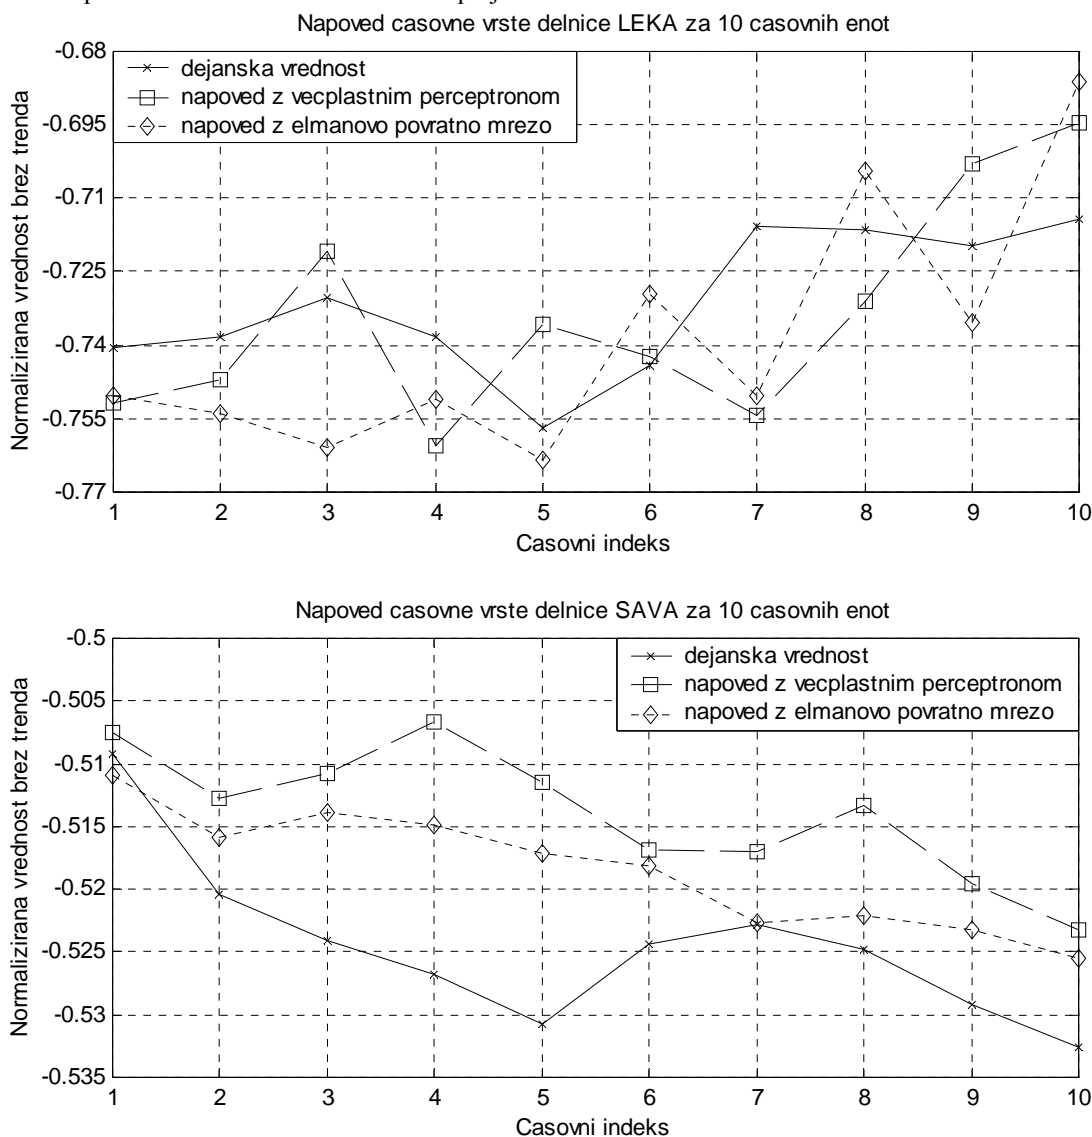 Napoved casovne vrste delnice LEKA za 10 casovnih enot
-0.68
dejanska vrednost
napoved z vecplastnim perceptronom
napoved z elmanovo povratno mrezo
-0.695
-0.71
-0.725
-0.74
-0.755
-0.77
Normalizirana vrednost brez trenda
1 2 3 4 5 6 7 8 9 10
Casovni indeks
Napoved casovne vrste delnice SAVA za 10 casovnih enot
-0.5
dejanska vrednost
napoved z vecplastnim perceptronom
napoved z elmanovo povratno mrezo
-0.505
-0.51
-0.515
-0.52
-0.525
-0.53
-0.535
Normalizirana vrednost brez trenda
1 2 3 4 5 6 7 8 9 10
Casovni indeks